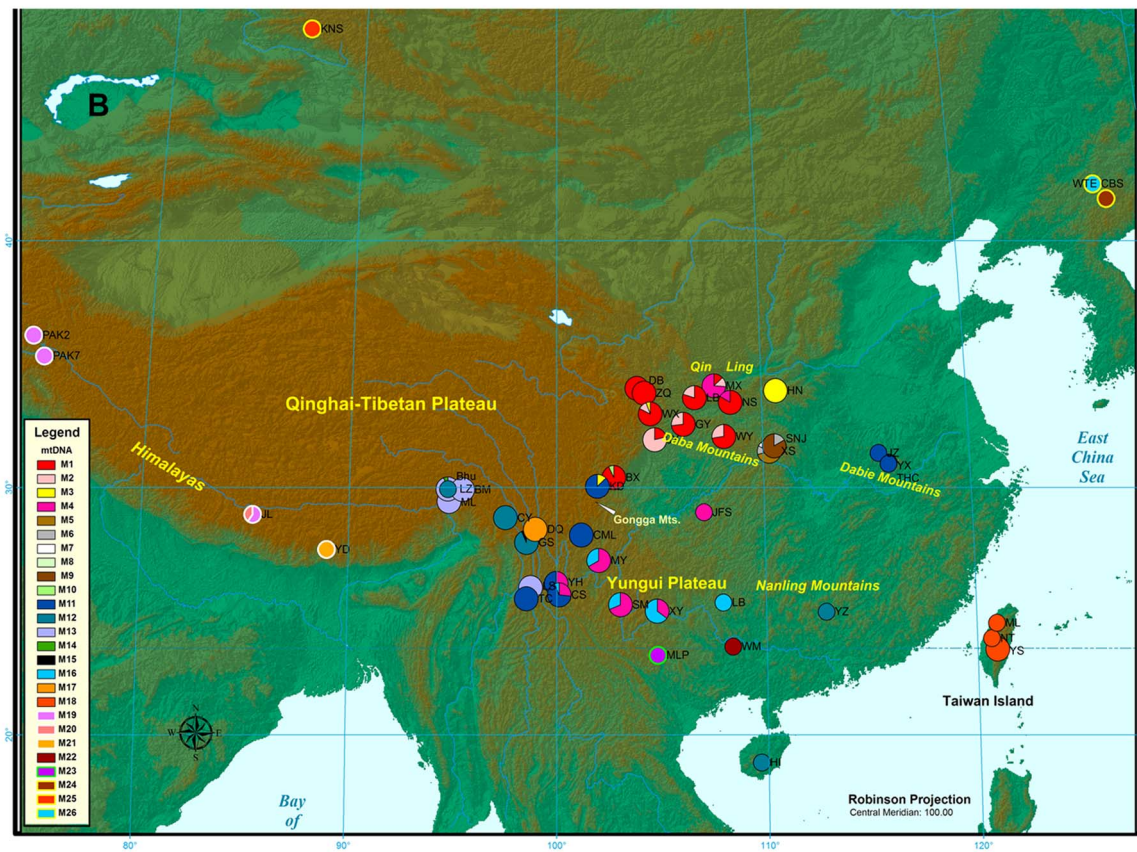 KNS
B
WTE CBS
40°
PAK2
PAK7
Qin Ling
DB
MX
ZQ
HN
LB
NS
Qinghai-Tibetan Plateau
WX
GY
WY
SNJ
XS
Daba Mountains
East
China
Sea
JZ
YX
THC
Dabie Mountains
Himalayas
Bhu
LZ BM
ML
30°
BX
Gongga Mts.
JFS
JL
CY
DQ
GS
CML
YD
MY
Yungui Plateau
Nanling Mountains
YH
CS
TC
SM
XY
LB
YZ
MLP
WM
ML
NT
YS
Taiwan Island
HI
20°
Bay
of
N
W E
S
Robinson Projection
Central Meridian: 100.00
Legend
mtDNA
M1
M2
M3
M4
M5
M6
M7
M8
M9
M10
M11
M12
M13
M14
M15
M16
M17
M18
M19
M20
M21
M22
M23
M24
M25
M26
80°
90°
100°
110°
120°